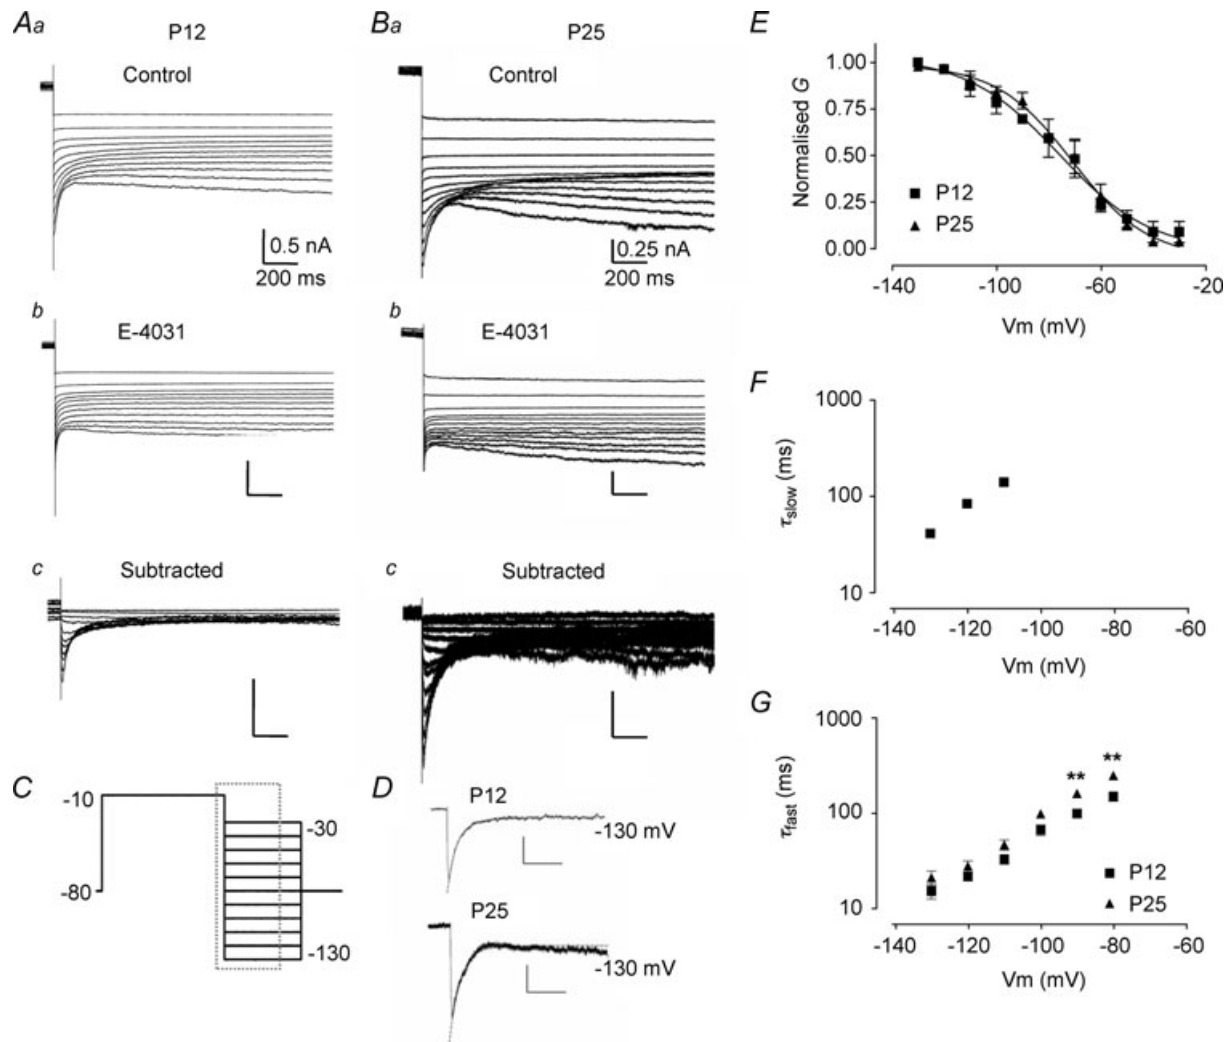 Aa
P12
Control
0.5 nA
200 ms
b
E-4031
c
Subtracted
Ba
P25
Control
0.25 nA
200 ms
b
E-4031
c
Subtracted
C
-10
-80
-30
-130
D
P12
-130 mV
P25
-130 mV
E
Normalised G
1.00
0.75
0.50
0.25
0.00
P12
P25
-140
-100
-60
-20
Vm (mV)
F
τslow (ms)
1000
100
10
-140
-120
-100
-80
-60
Vm (mV)
G
τfast (ms)
1000
100
10
**
**
P12
P25
-140
-120
-100
-80
-60
Vm (mV)